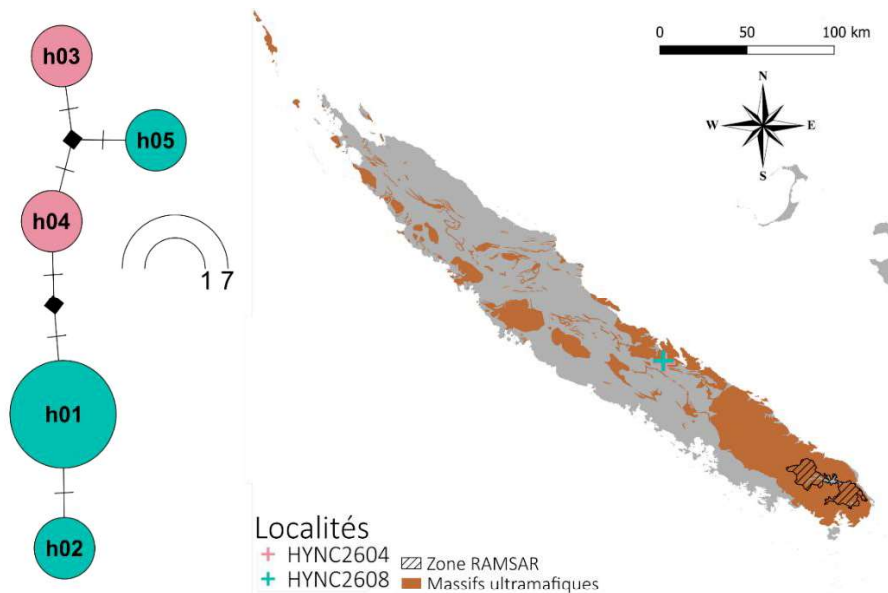 h03
h05
h04
1 7
h01
h02
0 50 100 km
N
W E
S
Localités
HYNC2604
HYNC2608
Zone RAMSAR
Massifs ultramafiques